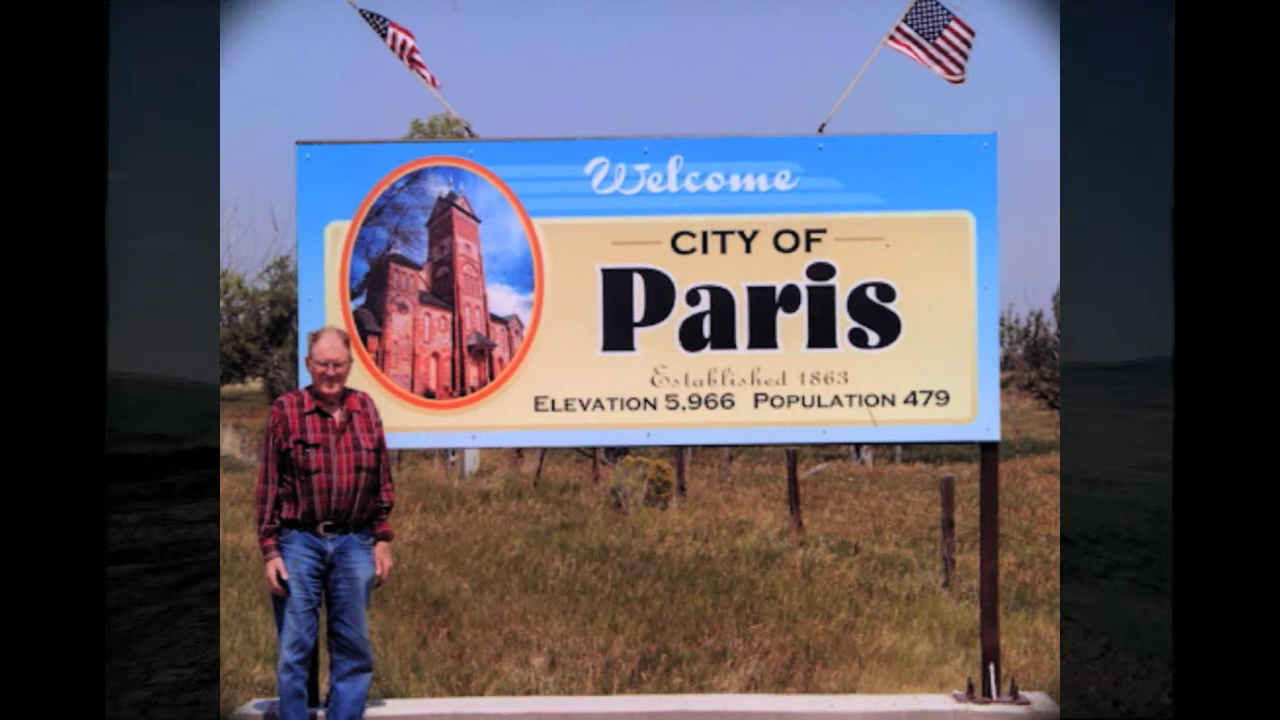 Welcome
CITY OF
Paris
Established 1863
ELEVATION 5,966 POPULATION 479